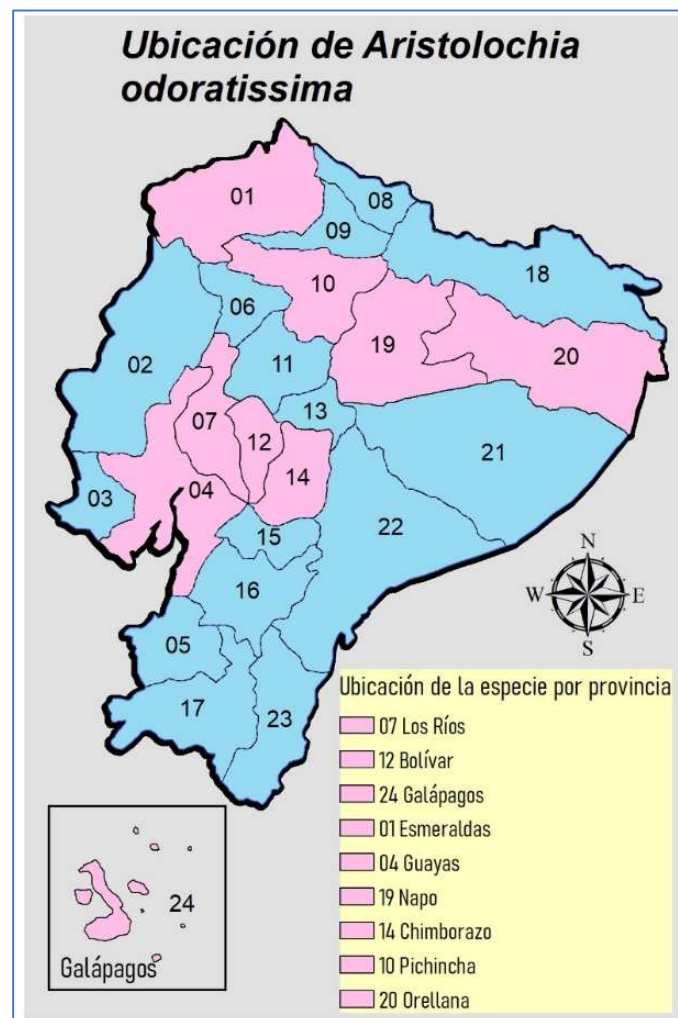 Ubicación de Aristolochia
odoratissima
01
08
09
18
10
06
19
20
02
11
07
13
12
21
14
03
04
22
15
16
05
17
23
N
W
E
S
Ubicación de la especie por provincia
07 Los Ríos
12 Bolívar
24 Galápagos
01 Esmeraldas
04 Guayas
19 Napo
14 Chimborazo
10 Pichincha
20 Orellana
24
Galápagos